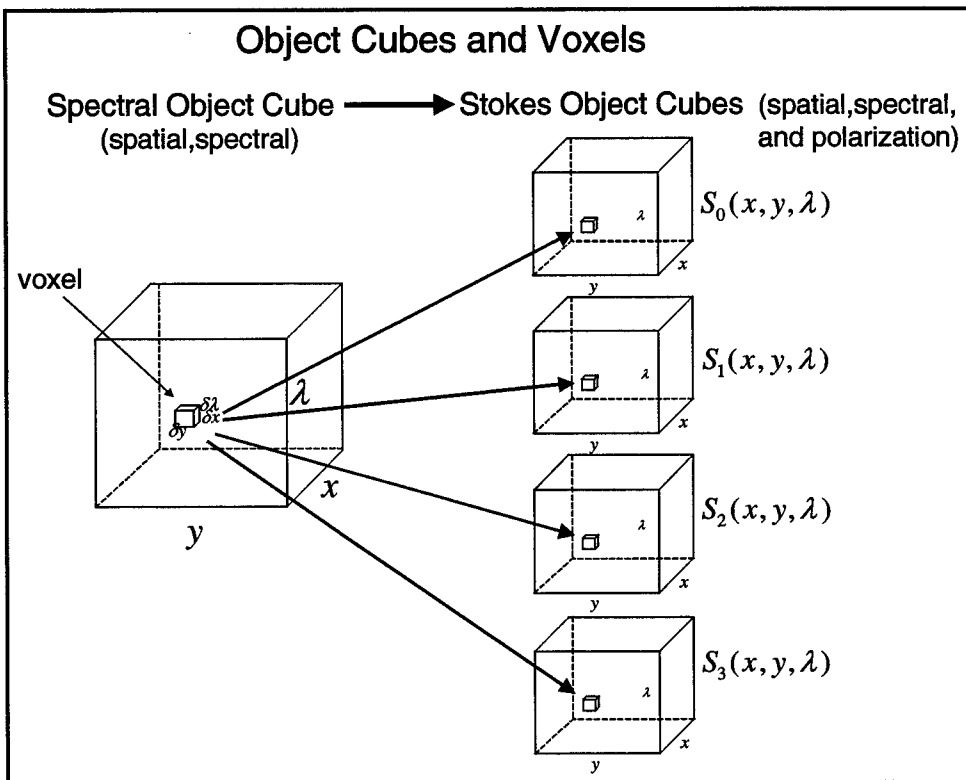 Object Cubes and Voxels
Spectral Object Cube
(spatial,spectral)
Stokes Object Cubes
(spatial,spectral,
and polarization)
voxel
δλ
δx
δy
λ
x
y
S₀(x, y, λ)
λ
x
y
S₁(x, y, λ)
λ
x
y
S₂(x, y, λ)
λ
x
y
S₃(x, y, λ)
λ
x
y